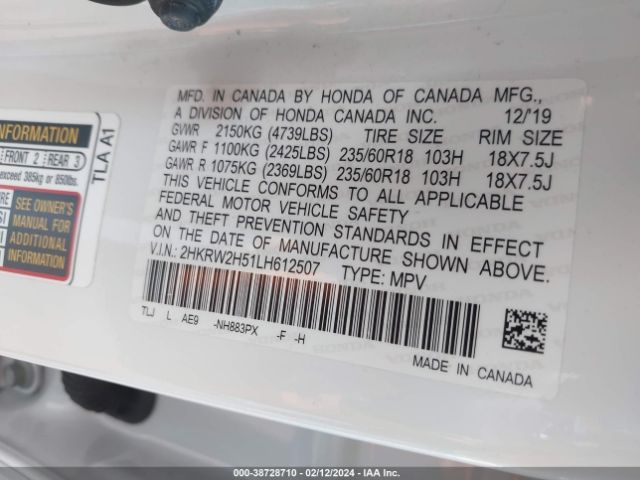 MFD. IN CANADA BY HONDA OF CANADA MFG.,
A DIVISION OF HONDA CANADA INC. 12/'19
GVWR 2150KG (4739LBS) TIRE SIZE RIM SIZE
GAWR F 1100KG (2425LBS) 235/60R18 103H 18X7.5J
GAWR R 1075KG (2369LBS) 235/60R18 103H 18X7.5J
THIS VEHICLE CONFORMS TO ALL APPLICABLE
FEDERAL MOTOR VEHICLE SAFETY
AND THEFT PREVENTION STANDARDS IN EFFECT
ON THE DATE OF MANUFACTURE SHOWN ABOVE.
V.I.N.: 2HKRW2H51LH612507 TYPE: MPV
TLJ L AE9 -NH883PX -F -H
MADE IN CANADA
INFORMATION
FRONT 2 REAR 3
exceed 385kg or 850lbs.
SEE OWNER'S
MANUAL FOR
ADDITIONAL
INFORMATION
TLA A1
000-38728710 - 02/12/2024 - IAA Inc.